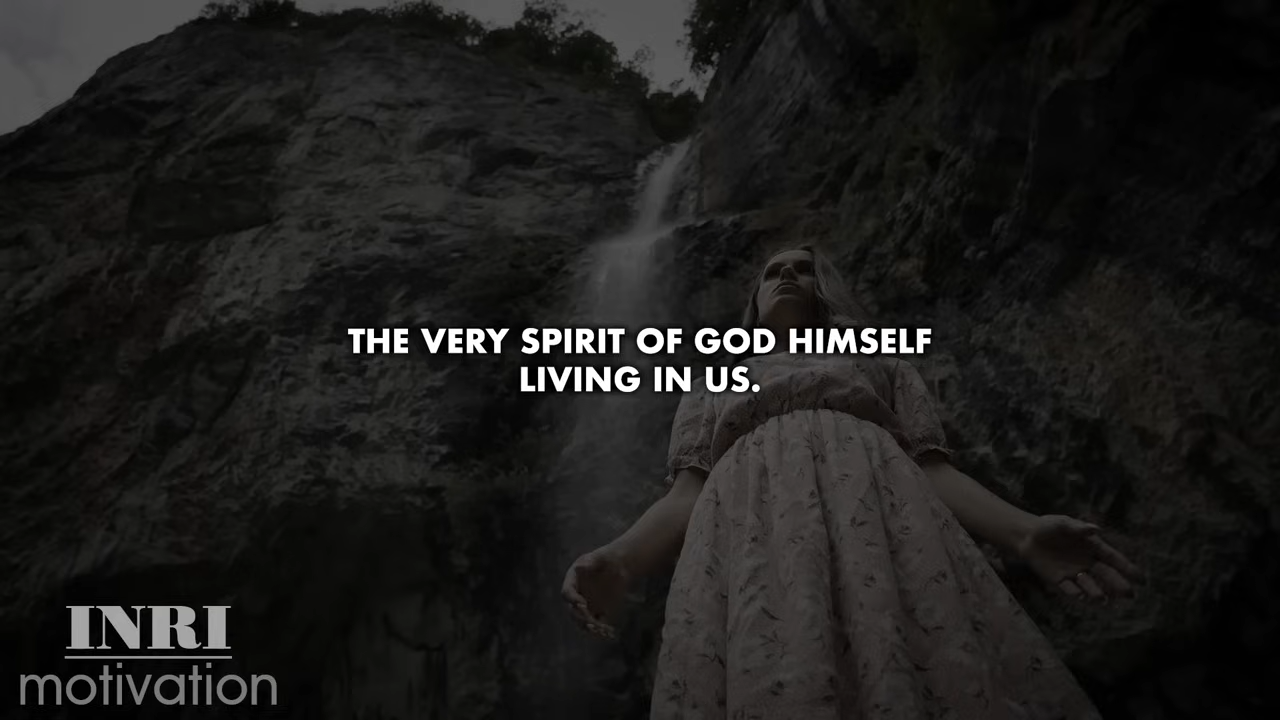 THE VERY SPIRIT OF GOD HIMSELF
LIVING IN US.
INRI
motivation